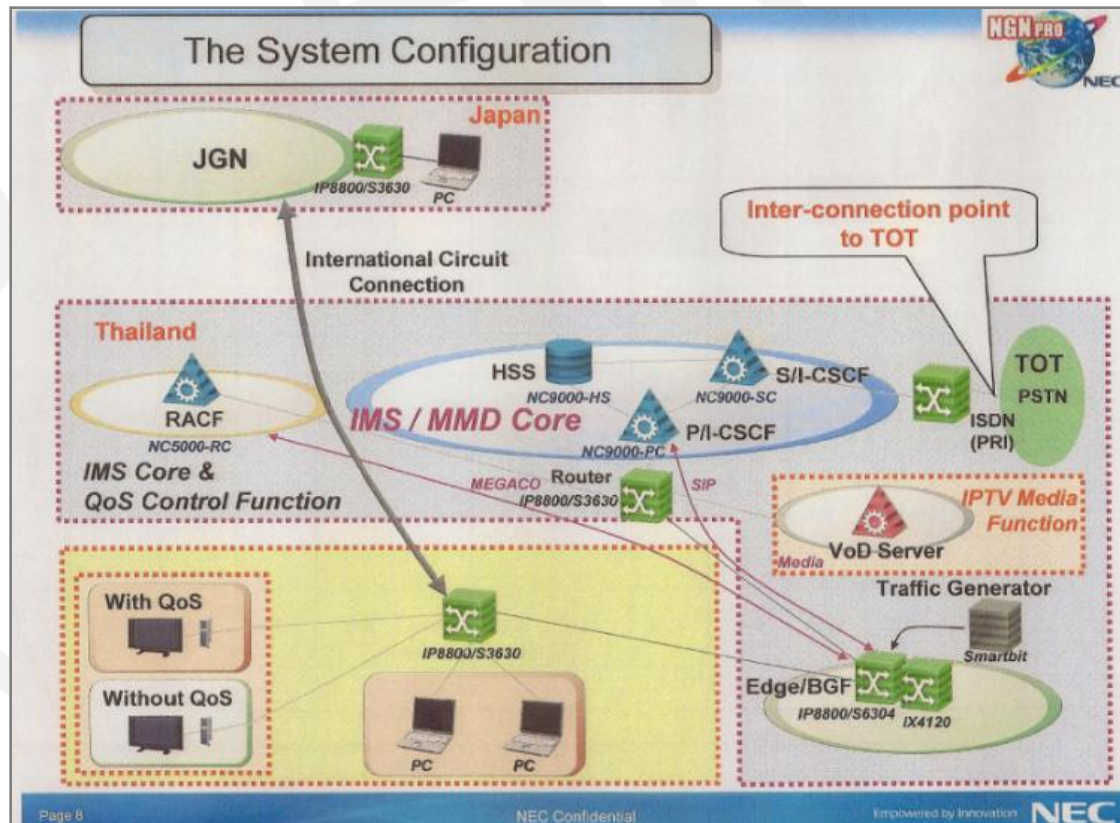 The System Configuration
NGN PRO
NEC
Japan
JGN
IP8800/S3630
PC
Inter-connection point
to TOT
International Circuit
Connection
Thailand
RACF
NC5000-RC
IMS Core &
QoS Control Function
HSS
NC9000-HS
S/I-CSCF
NC9000-SC
IMS / MMD Core
P/I-CSCF
NC9000-PC
TOT
PSTN
ISDN
(PRI)
MEGACO
Router
IP8800/S3630
SIP
IPTV Media
Function
VoD Server
Media
Traffic Generator
Smartbit
With QoS
Without QoS
IP8800/S3630
PC
PC
Edge/BGF
IP8800/S6304
IX4120
Page 8
NEC Confidential
Empowered by Innovation
NEC